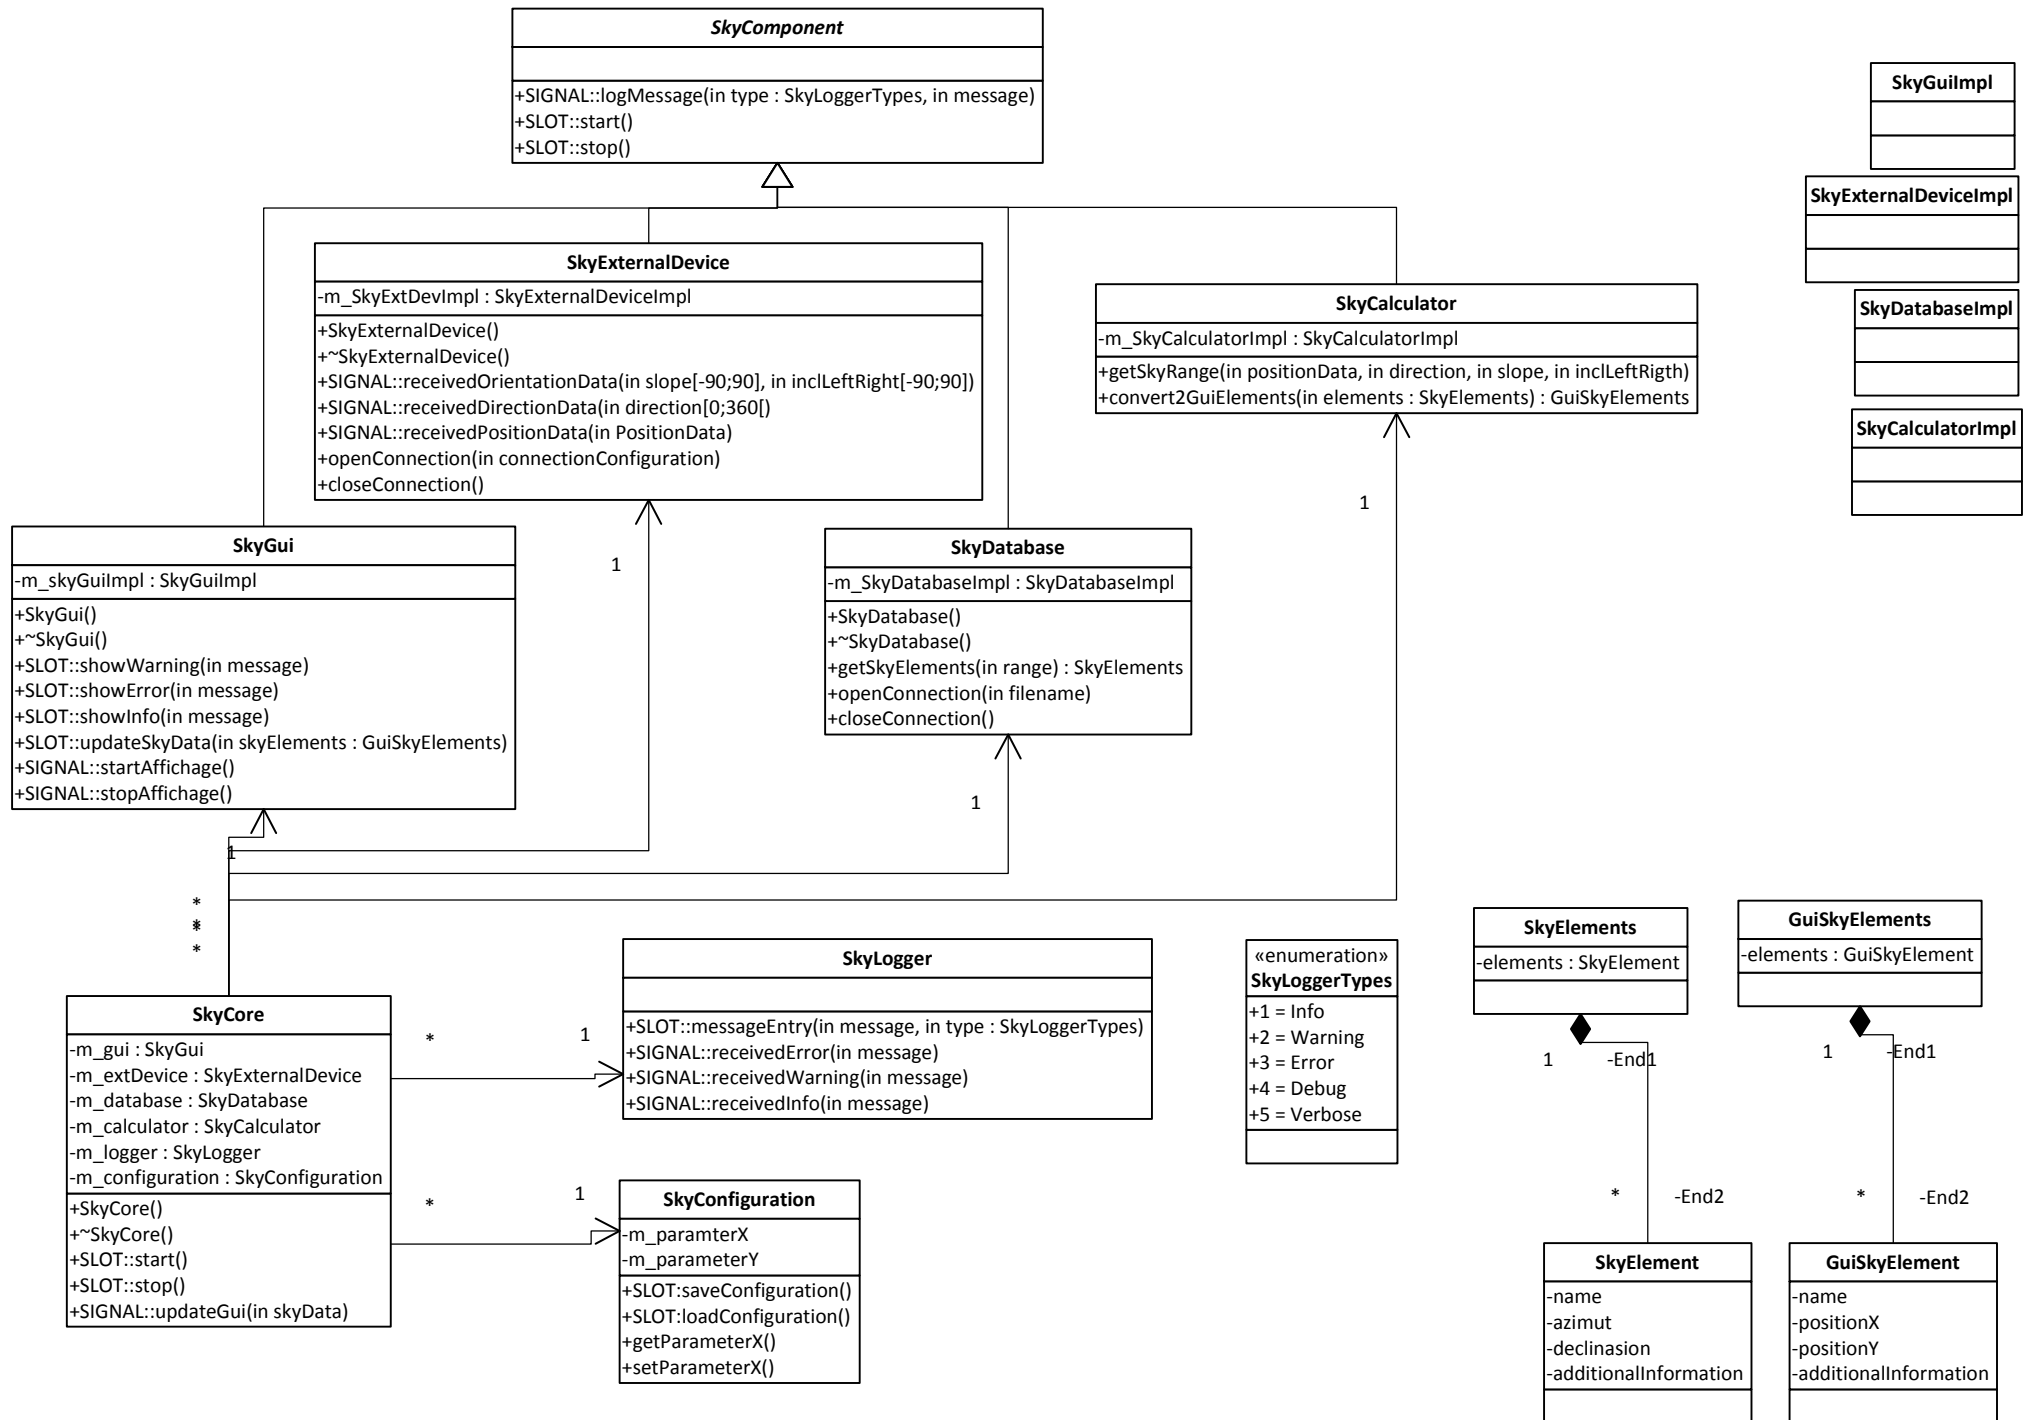 SkyComponent
+SIGNAL::logMessage(in type : SkyLoggerTypes, in message)
+SLOT::start()
+SLOT::stop()
SkyGuiImpl
SkyExternalDeviceImpl
SkyDatabaseImpl
SkyCalculatorImpl
SkyExternalDevice
-m_SkyExtDevImpl : SkyExternalDeviceImpl
+SkyExternalDevice()
+~SkyExternalDevice()
+SIGNAL::receivedOrientationData(in slope[-90;90], in inclLeftRight[-90;90])
+SIGNAL::receivedDirectionData(in direction[0;360[)
+SIGNAL::receivedPositionData(in PositionData)
+openConnection(in connectionConfiguration)
+closeConnection()
SkyCalculator
-m_SkyCalculatorImpl : SkyCalculatorImpl
+getSkyRange(in positionData, in direction, in slope, in inclLeftRigth)
+convert2GuiElements(in elements : SkyElements) : GuiSkyElements
1
SkyGui
-m_skyGuiImpl : SkyGuiImpl
+SkyGui()
+~SkyGui()
+SLOT::showWarning(in message)
+SLOT::showError(in message)
+SLOT::showInfo(in message)
+SLOT::updateSkyData(in skyElements : GuiSkyElements)
+SIGNAL::startAffichage()
+SIGNAL::stopAffichage()
1
SkyDatabase
-m_SkyDatabaseImpl : SkyDatabaseImpl
+SkyDatabase()
+~SkyDatabase()
+getSkyElements(in range) : SkyElements
+openConnection(in filename)
+closeConnection()
1
1
*
*
*
SkyCore
-m_gui : SkyGui
-m_extDevice : SkyExternalDevice
-m_database : SkyDatabase
-m_calculator : SkyCalculator
-m_logger : SkyLogger
-m_configuration : SkyConfiguration
+SkyCore()
+~SkyCore()
+SLOT::start()
+SLOT::stop()
+SIGNAL::updateGui(in skyData)
*
1
*
1
SkyLogger
+SLOT::messageEntry(in message, in type : SkyLoggerTypes)
+SIGNAL::receivedError(in message)
+SIGNAL::receivedWarning(in message)
+SIGNAL::receivedInfo(in message)
SkyConfiguration
-m_paramterX
-m_parameterY
+SLOT:saveConfiguration()
+SLOT:loadConfiguration()
+getParameterX()
+setParameterX()
«enumeration»
SkyLoggerTypes
+1 = Info
+2 = Warning
+3 = Error
+4 = Debug
+5 = Verbose
SkyElements
-elements : SkyElement
1
-End1
*
-End2
SkyElement
-name
-azimut
-declinasion
-additionalInformation
GuiSkyElements
-elements : GuiSkyElement
1
-End1
*
-End2
GuiSkyElement
-name
-positionX
-positionY
-additionalInformation